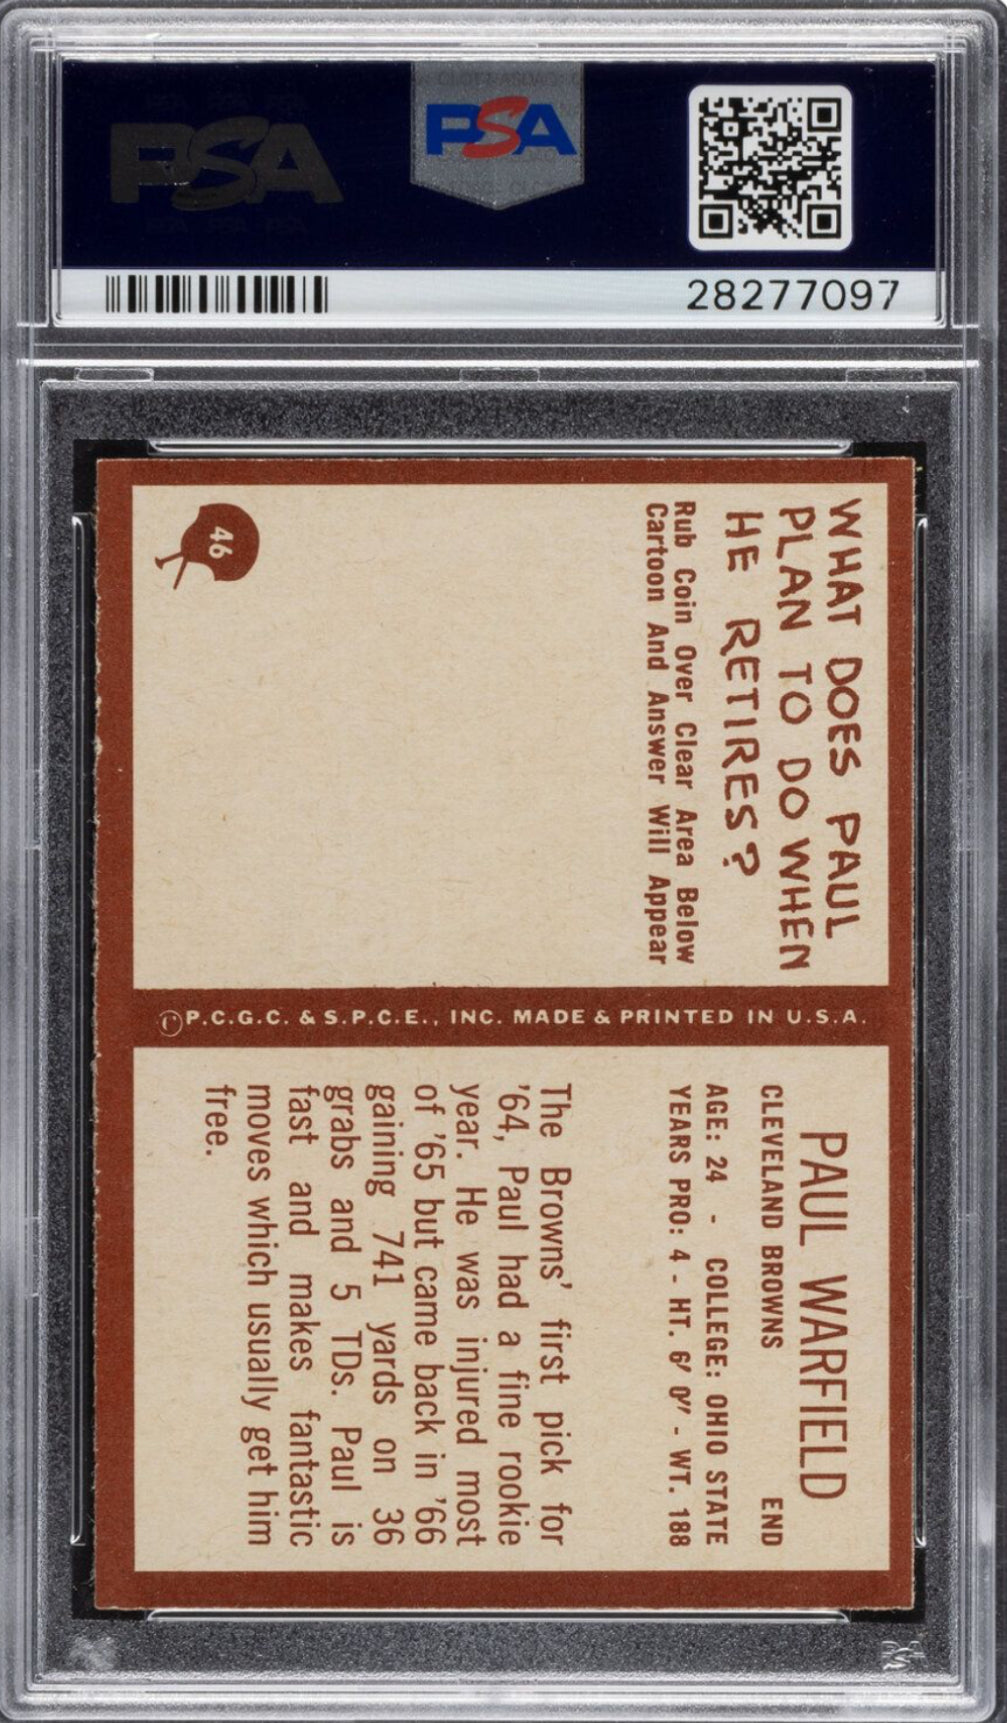 PSA
PSA
28277097
WHAT DOES PAUL
PLAN TO DO WHEN
HE RETIRES?
Rub Coin Over Clear Area Below
Cartoon And Answer Will Appear
46
©P.C.G.C. & S.P.C.E., INC. MADE & PRINTED IN U.S.A.
PAUL WARFIELD
CLEVELAND BROWNS END
AGE: 24 - COLLEGE: OHIO STATE
YEARS PRO: 4 - HT. 6' 0" - WT. 188
The Browns' first pick for
'64, Paul had a fine rookie
year. He was injured most
of '65 but came back in '66
gaining 741 yards on 36
grabs and 5 TDs. Paul is
fast and makes fantastic
moves which usually get him
free.